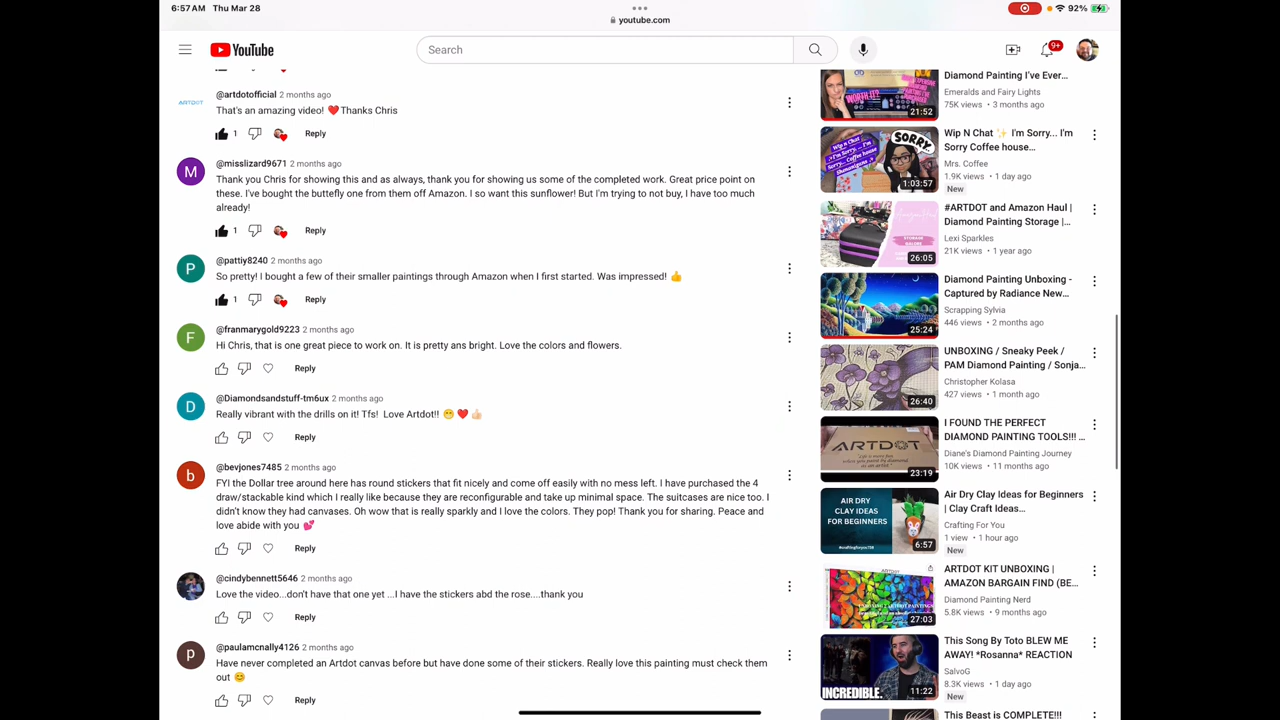 6:57AM Thu Mar 28
92%
youtube.com
YouTube
Search
9+
@artdotofficial 2 months ago
ARTDOT
That's an amazing video! ❤️Thanks Chris
1 Reply
M
@misslizard9671 2 months ago
Thank you Chris for showing this and as always, thank you for showing us some of the completed work. Great price point on
these. I've bought the buttefly one from them off Amazon. I so want this sunflower! But I'm trying to not buy, I have too much
already!
1 Reply
P
@pattiy8240 2 months ago
So pretty! I bought a few of their smaller paintings through Amazon when I first started. Was impressed! 👍
1 Reply
F
@franmarygold9223 2 months ago
Hi Chris, that is one great piece to work on. It is pretty ans bright. Love the colors and flowers.
Reply
D
@Diamondsandstuff-tm6ux 2 months ago
Really vibrant with the drills on it! Tfs! Love Artdot!! 😁❤️👍🏻
Reply
b
@bevjones7485 2 months ago
FYI the Dollar tree around here has round stickers that fit nicely and come off easily with no mess left. I have purchased the 4
draw/stackable kind which I really like because they are reconfigurable and take up minimal space. The suitcases are nice too. I
didn't know they had canvases. Oh wow that is really sparkly and I love the colors. They pop! Thank you for sharing. Peace and
love abide with you 💕
Reply
@cindybennett5646 2 months ago
Love the video...don't have that one yet ...I have the stickers abd the rose....thank you
Reply
p
@paulamcnally4126 2 months ago
Have never completed an Artdot canvas before but have done some of their stickers. Really love this painting must check them
out 😊
Reply
WORTH IT?
21:52
Diamond Painting I've Ever...
Emeralds and Fairy Lights
75K views • 3 months ago
Wip N Chat
I'm Sorry... I'm
Sorry... Coffee house
Shenanigans
SORRY
1:03:57
Wip N Chat ✨ I'm Sorry... I'm
Sorry Coffee house...
Mrs. Coffee
1.9K views • 1 day ago
New
STORAGE
26:05
#ARTDOT and Amazon Haul |
Diamond Painting Storage |...
Lexi Sparkles
21K views • 1 year ago
25:24
Diamond Painting Unboxing -
Captured by Radiance New...
Scrapping Sylvia
446 views • 2 months ago
26:40
UNBOXING / Sneaky Peek /
PAM Diamond Painting / Sonja...
Christopher Kolasa
427 views • 1 month ago
ARTDOT
23:19
I FOUND THE PERFECT
DIAMOND PAINTING TOOLS!!! ...
Diane's Diamond Painting Journey
10K views • 11 months ago
AIR DRY
CLAY IDEAS
FOR BEGINNERS
6:57
Air Dry Clay Ideas for Beginners
| Clay Craft Ideas...
Crafting For You
1 view • 1 hour ago
New
27:03
ARTDOT KIT UNBOXING |
AMAZON BARGAIN FIND (BE...
Diamond Painting Nerd
5.8K views • 9 months ago
INCREDIBLE.
11:22
This Song By Toto BLEW ME
AWAY! *Rosanna* REACTION
SalvoG
8.3K views • 1 day ago
New
This Beast is COMPLETE!!!